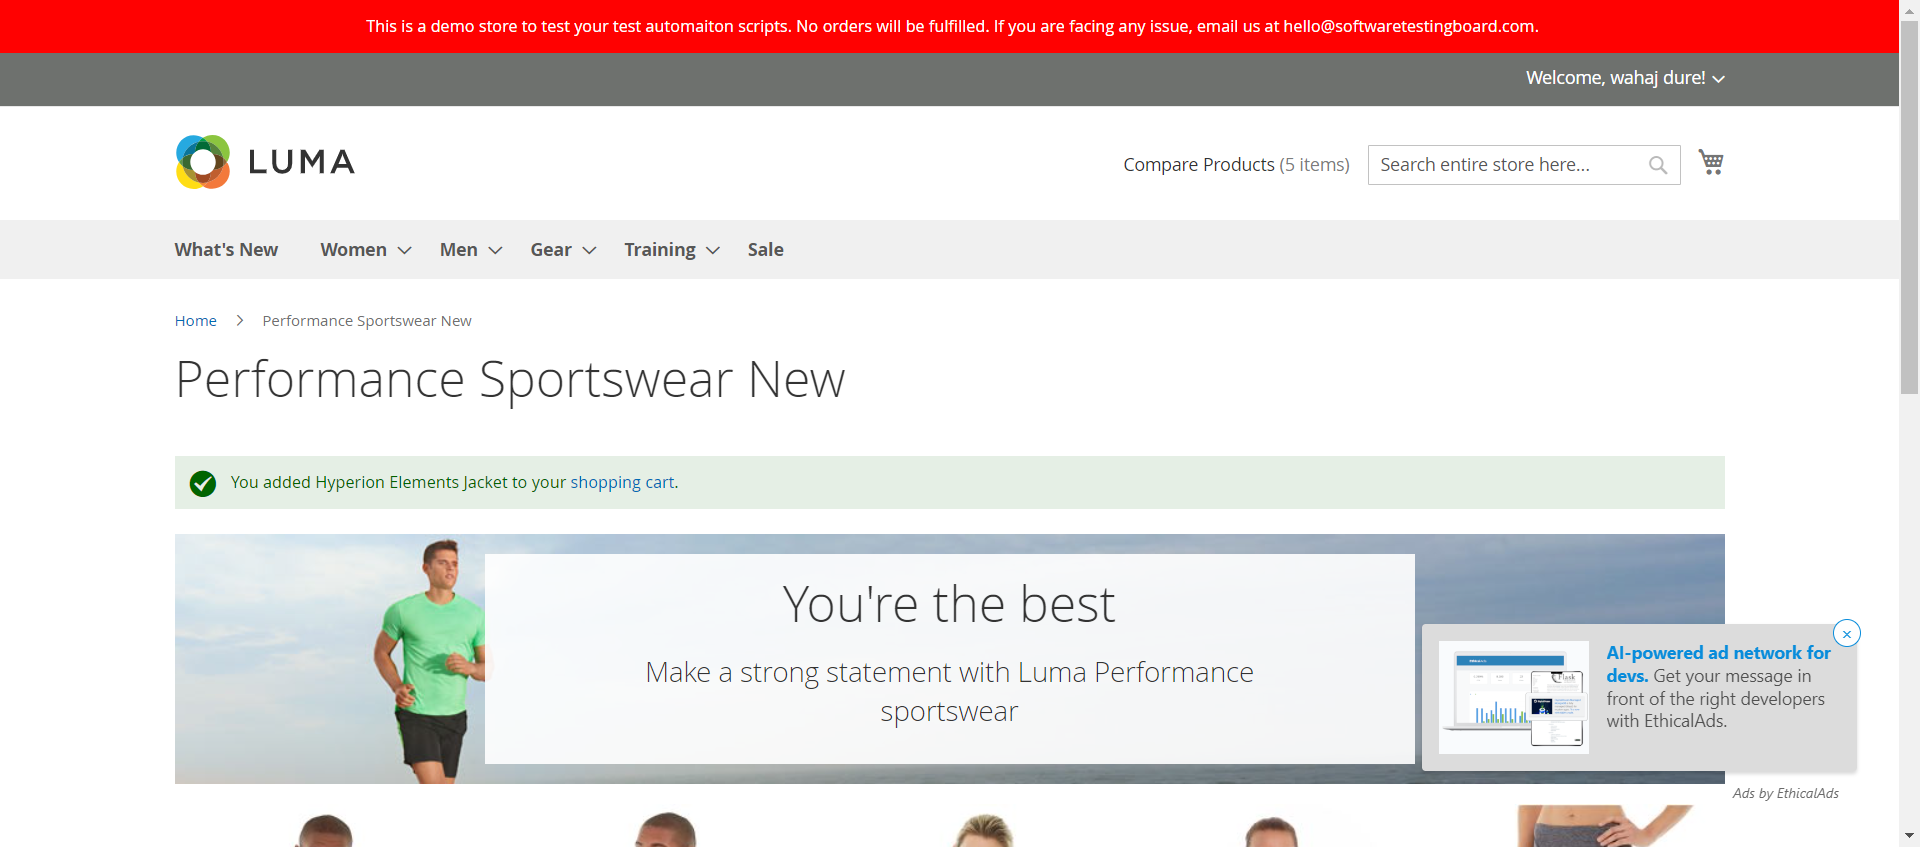 This is a demo store to test your test automaiton scripts. No orders will be fulfilled. If you are facing any issue, email us at hello@softwaretestingboard.com.
Welcome, wahaj dure!
LUMA
Compare Products (5 items)
Search entire store here...
What's New
Women
Men
Gear
Training
Sale
Home
Performance Sportswear New
Performance Sportswear New
You added Hyperion Elements Jacket to your shopping cart.
You're the best
Make a strong statement with Luma Performance
sportswear
AI-powered ad network for
devs. Get your message in
front of the right developers
with EthicalAds.
Ads by EthicalAds